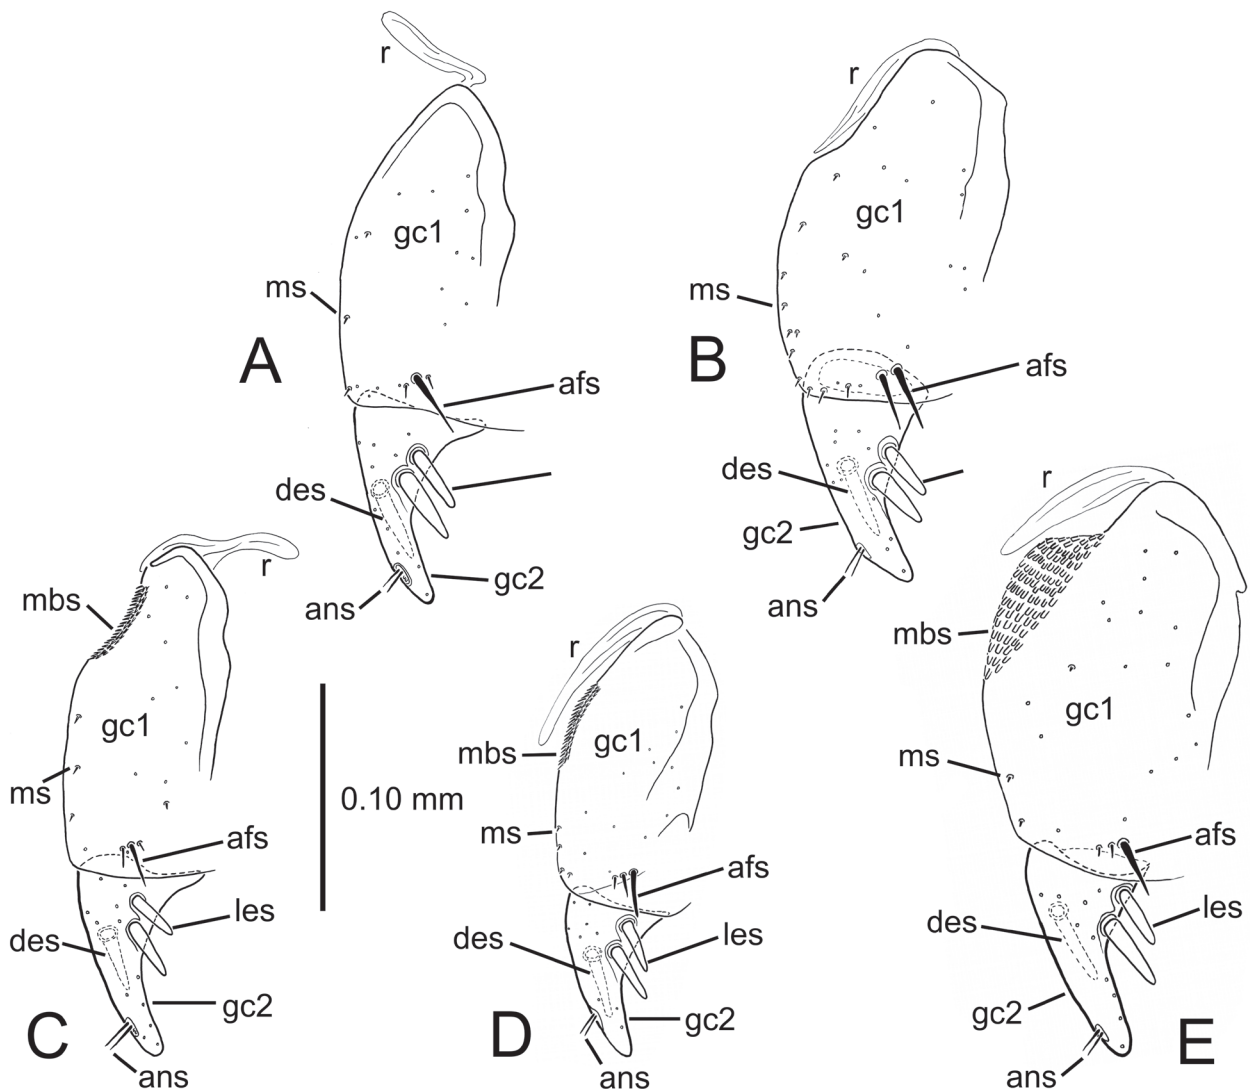 r
gc1
ms
A
afs
des
gc2
ans
r
gc1
ms
B
afs
des
gc2
ans
r
mbs
gc1
ms
afs
les
des
gc2
C
ans
0.10 mm
r
mbs
gc1
ms
afs
les
des
gc2
D
ans
r
mbs
gc1
ms
afs
les
des
gc2
E
ans